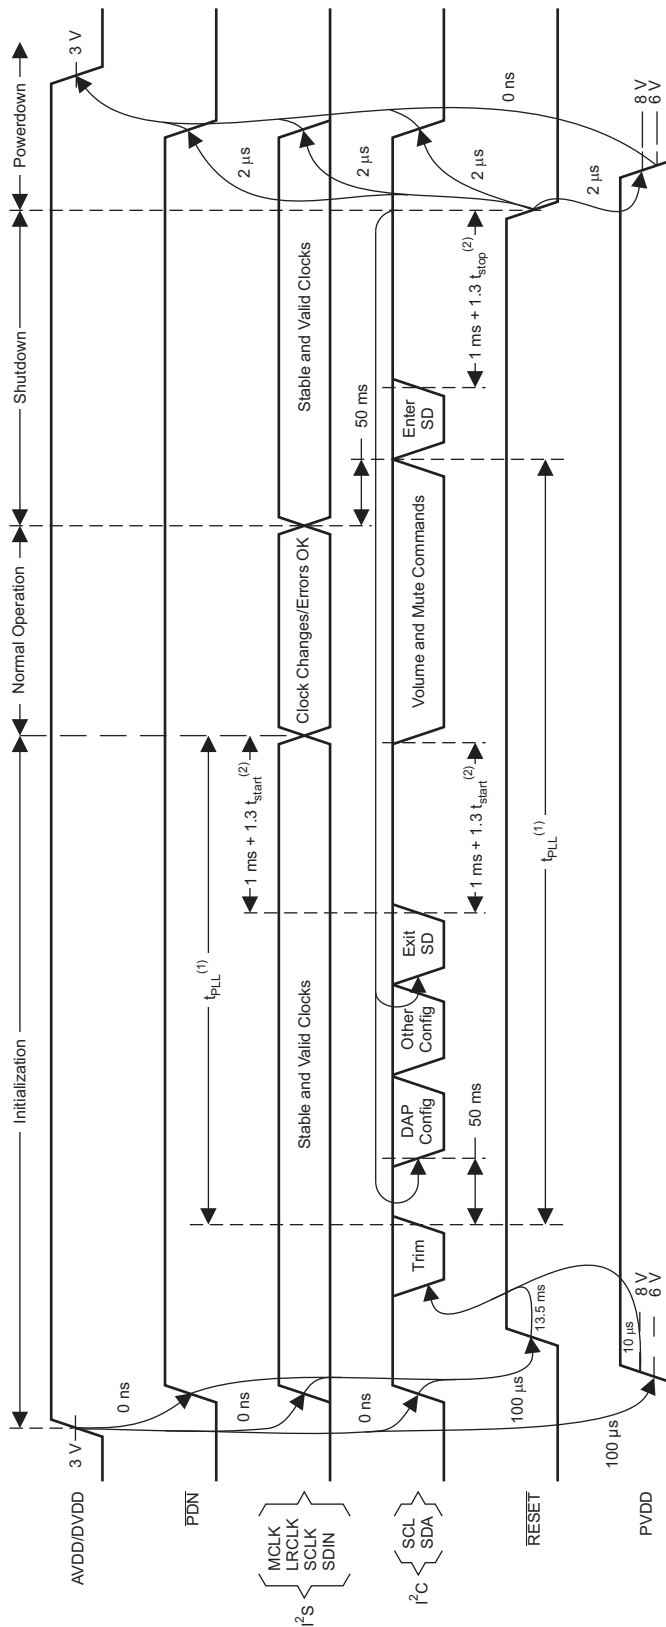 Initialization
Normal Operation
Shutdown
Powerdown
AVDD/DVDD
3 V
3 V
0 ns
PDN
tPLL(1)
0 ns
2 μs
1 ms + 1.3 tstart(2)
I2S
MCLK
LRCLK
SCLK
SDIN
Stable and Valid Clocks
Clock Changes/Errors OK
Stable and Valid Clocks
0 ns
2 μs
50 ms
I2C
SCL
SDA
Trim
DAP
Config
Other
Config
Exit
SD
Volume and Mute Commands
Enter
SD
2 μs
50 ms
1 ms + 1.3 tstart(2)
1 ms + 1.3 tstop(2)
100 μs
RESET
13.5 ms
tPLL(1)
0 ns
2 μs
100 μs
PVDD
10 μs
8 V
6 V
8 V
6 V